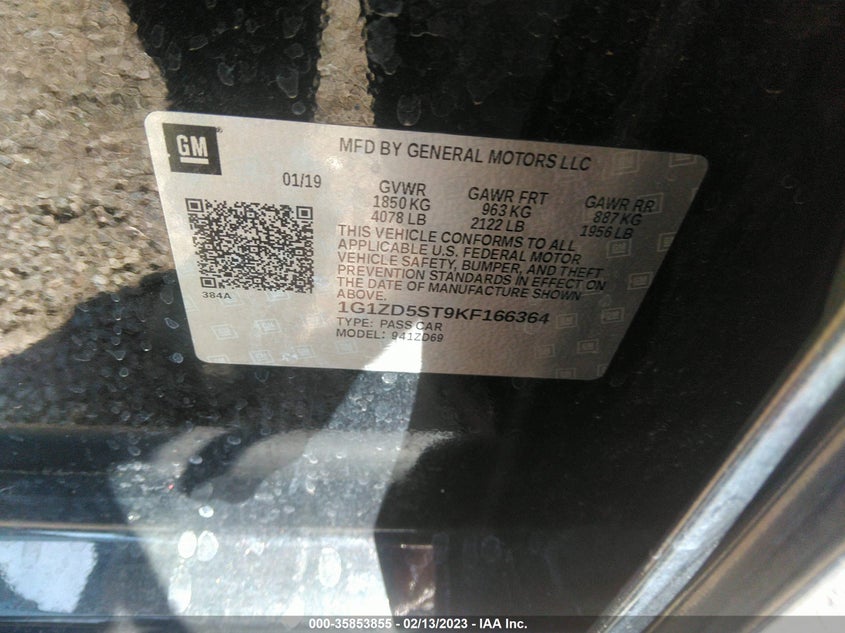 GM
MFD BY GENERAL MOTORS LLC
01/19
GVWR
1850 KG
4078 LB
GAWR FRT
963 KG
2122 LB
GAWR RR
887 KG
1956 LB
THIS VEHICLE CONFORMS TO ALL
APPLICABLE U.S. FEDERAL MOTOR
VEHICLE SAFETY, BUMPER, AND THEFT
PREVENTION STANDARDS IN EFFECT ON
THE DATE OF MANUFACTURE SHOWN
ABOVE.
384A
1G1ZD5ST9KF166364
TYPE: PASS CAR
MODEL: 941ZD69
000-35853855 — 02/13/2023 — IAA Inc.